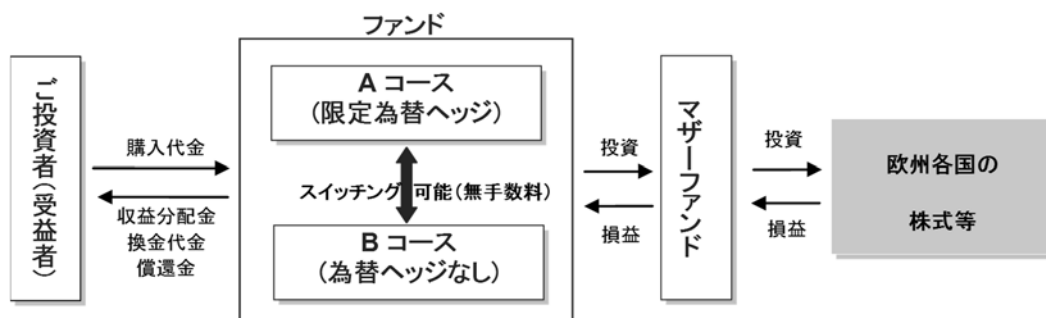 ファンド
ご投資者(受益者)
購入代金
収益分配金
換金代金
償還金
Aコース
(限定為替ヘッジ)
スイッチング可能(無手数料)
Bコース
(為替ヘッジなし)
投資
損益
マザーファンド
投資
損益
欧州各国の
株式等